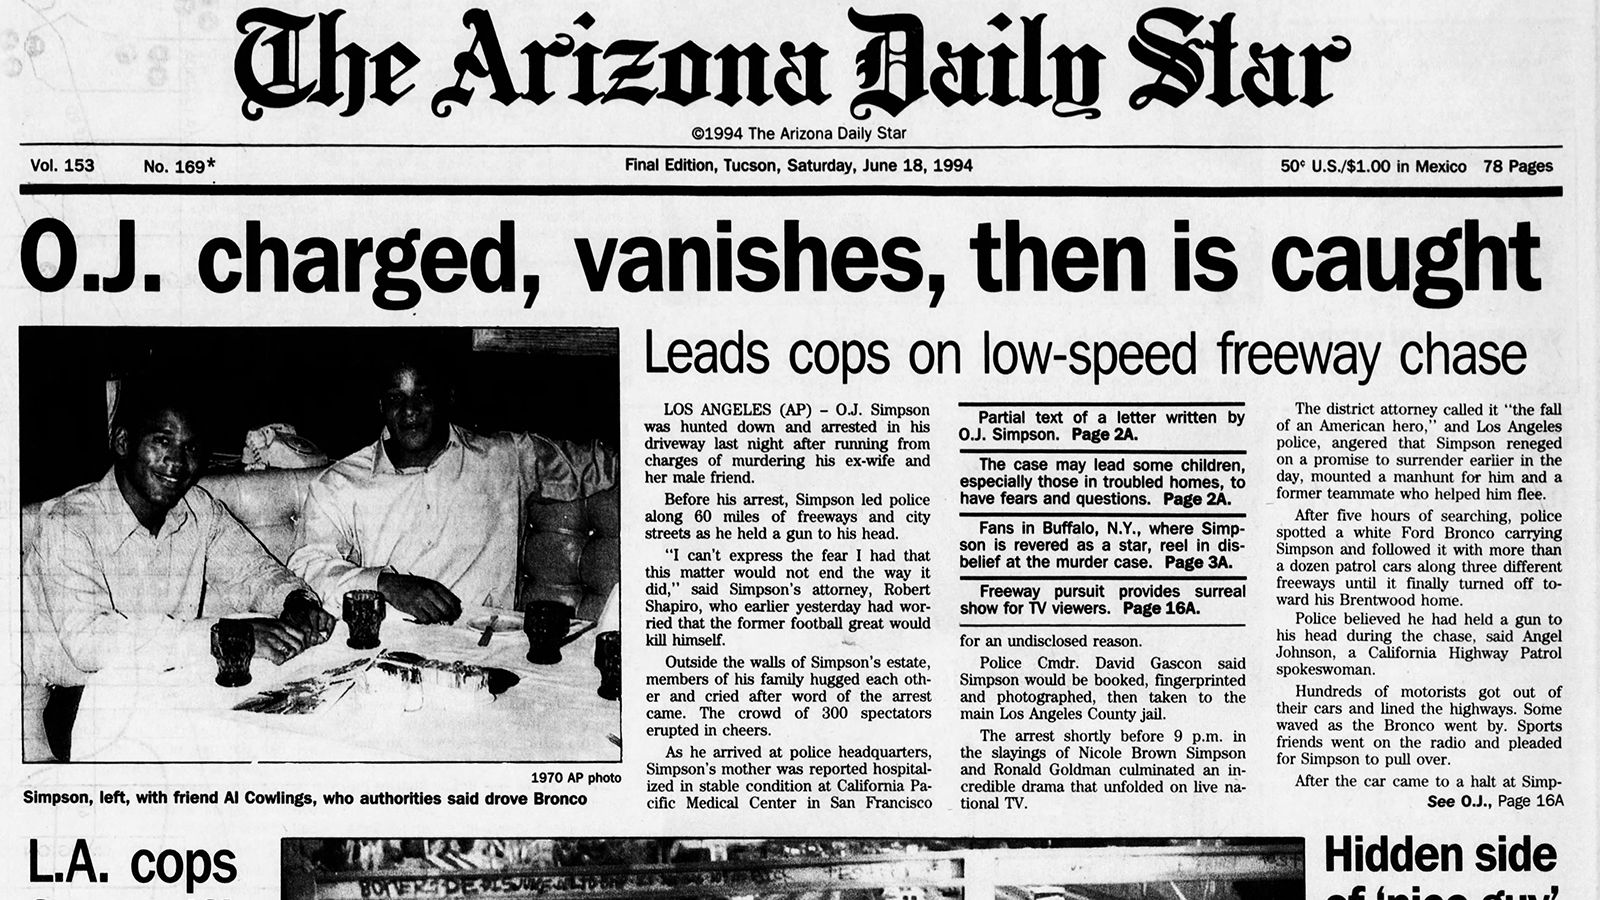 The Arizona Daily Star
©1994 The Arizona Daily Star
Vol. 153 No. 169* Final Edition, Tucson, Saturday, June 18, 1994 50¢ U.S./$1.00 in Mexico 78 Pages
O.J. charged, vanishes, then is caught
1970 AP photo
Simpson, left, with friend Al Cowlings, who authorities said drove Bronco
Leads cops on low-speed freeway chase
LOS ANGELES (AP) – O.J. Simpson
was hunted down and arrested in his
driveway last night after running from
charges of murdering his ex-wife and
her male friend.
Before his arrest, Simpson led police
along 60 miles of freeways and city
streets as he held a gun to his head.
"I can't express the fear I had that
this matter would not end the way it
did," said Simpson's attorney, Robert
Shapiro, who earlier yesterday had wor-
ried that the former football great would
kill himself.
Outside the walls of Simpson's estate,
members of his family hugged each oth-
er and cried after word of the arrest
came. The crowd of 300 spectators
erupted in cheers.
As he arrived at police headquarters,
Simpson's mother was reported hospital-
ized in stable condition at California Pa-
cific Medical Center in San Francisco
Partial text of a letter written by
O.J. Simpson. Page 2A.
The case may lead some children,
especially those in troubled homes, to
have fears and questions. Page 2A.
Fans in Buffalo, N.Y., where Simp-
son is revered as a star, reel in dis-
belief at the murder case. Page 3A.
Freeway pursuit provides surreal
show for TV viewers. Page 16A.
for an undisclosed reason.
Police Cmdr. David Gascon said
Simpson would be booked, fingerprinted
and photographed, then taken to the
main Los Angeles County jail.
The arrest shortly before 9 p.m. in
the slayings of Nicole Brown Simpson
and Ronald Goldman culminated an in-
credible drama that unfolded on live na-
tional TV.
The district attorney called it "the fall
of an American hero," and Los Angeles
police, angered that Simpson reneged
on a promise to surrender earlier in the
day, mounted a manhunt for him and a
former teammate who helped him flee.
After five hours of searching, police
spotted a white Ford Bronco carrying
Simpson and followed it with more than
a dozen patrol cars along three different
freeways until it finally turned off to-
ward his Brentwood home.
Police believed he had held a gun to
his head during the chase, said Angel
Johnson, a California Highway Patrol
spokeswoman.
Hundreds of motorists got out of
their cars and lined the highways. Some
waved as the Bronco went by. Sports
friends went on the radio and pleaded
for Simpson to pull over.
After the car came to a halt at Simp-
See O.J., Page 16A
L.A. cops
Hidden side
of 'nice guy'